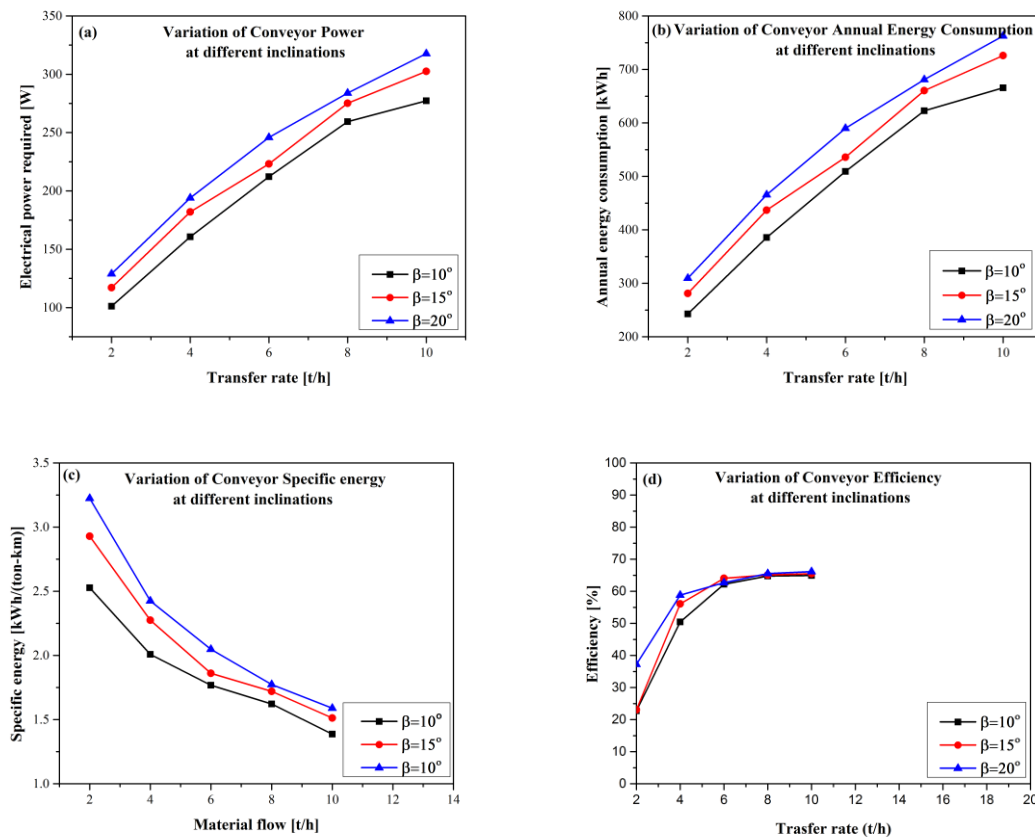 (a) Variation of Conveyor Power
at different inclinations
Electrical power required [W]
350
300
250
200
150
100
β=10°
β=15°
β=20°
2 4 6 8 10
Transfer rate [t/h]
(b) Variation of Conveyor Annual Energy Consumption
at different inclinations
Annual energy consumption [kWh]
800
700
600
500
400
300
200
β=10°
β=15°
β=20°
2 4 6 8 10
Transfer rate [t/h]
(c) Variation of Conveyor Specific energy
at different inclinations
Specific energy [kWh/(ton-km)]
3.5
3.0
2.5
2.0
1.5
1.0
β=10°
β=15°
β=10°
2 4 6 8 10 12 14
Material flow [t/h]
(d) Variation of Conveyor Efficiency
at different inclinations
Efficiency [%]
100
90
80
70
60
50
40
30
20
10
0
β=10°
β=15°
β=20°
2 4 6 8 10 12 14 16 18 20
Trasfer rate (t/h)